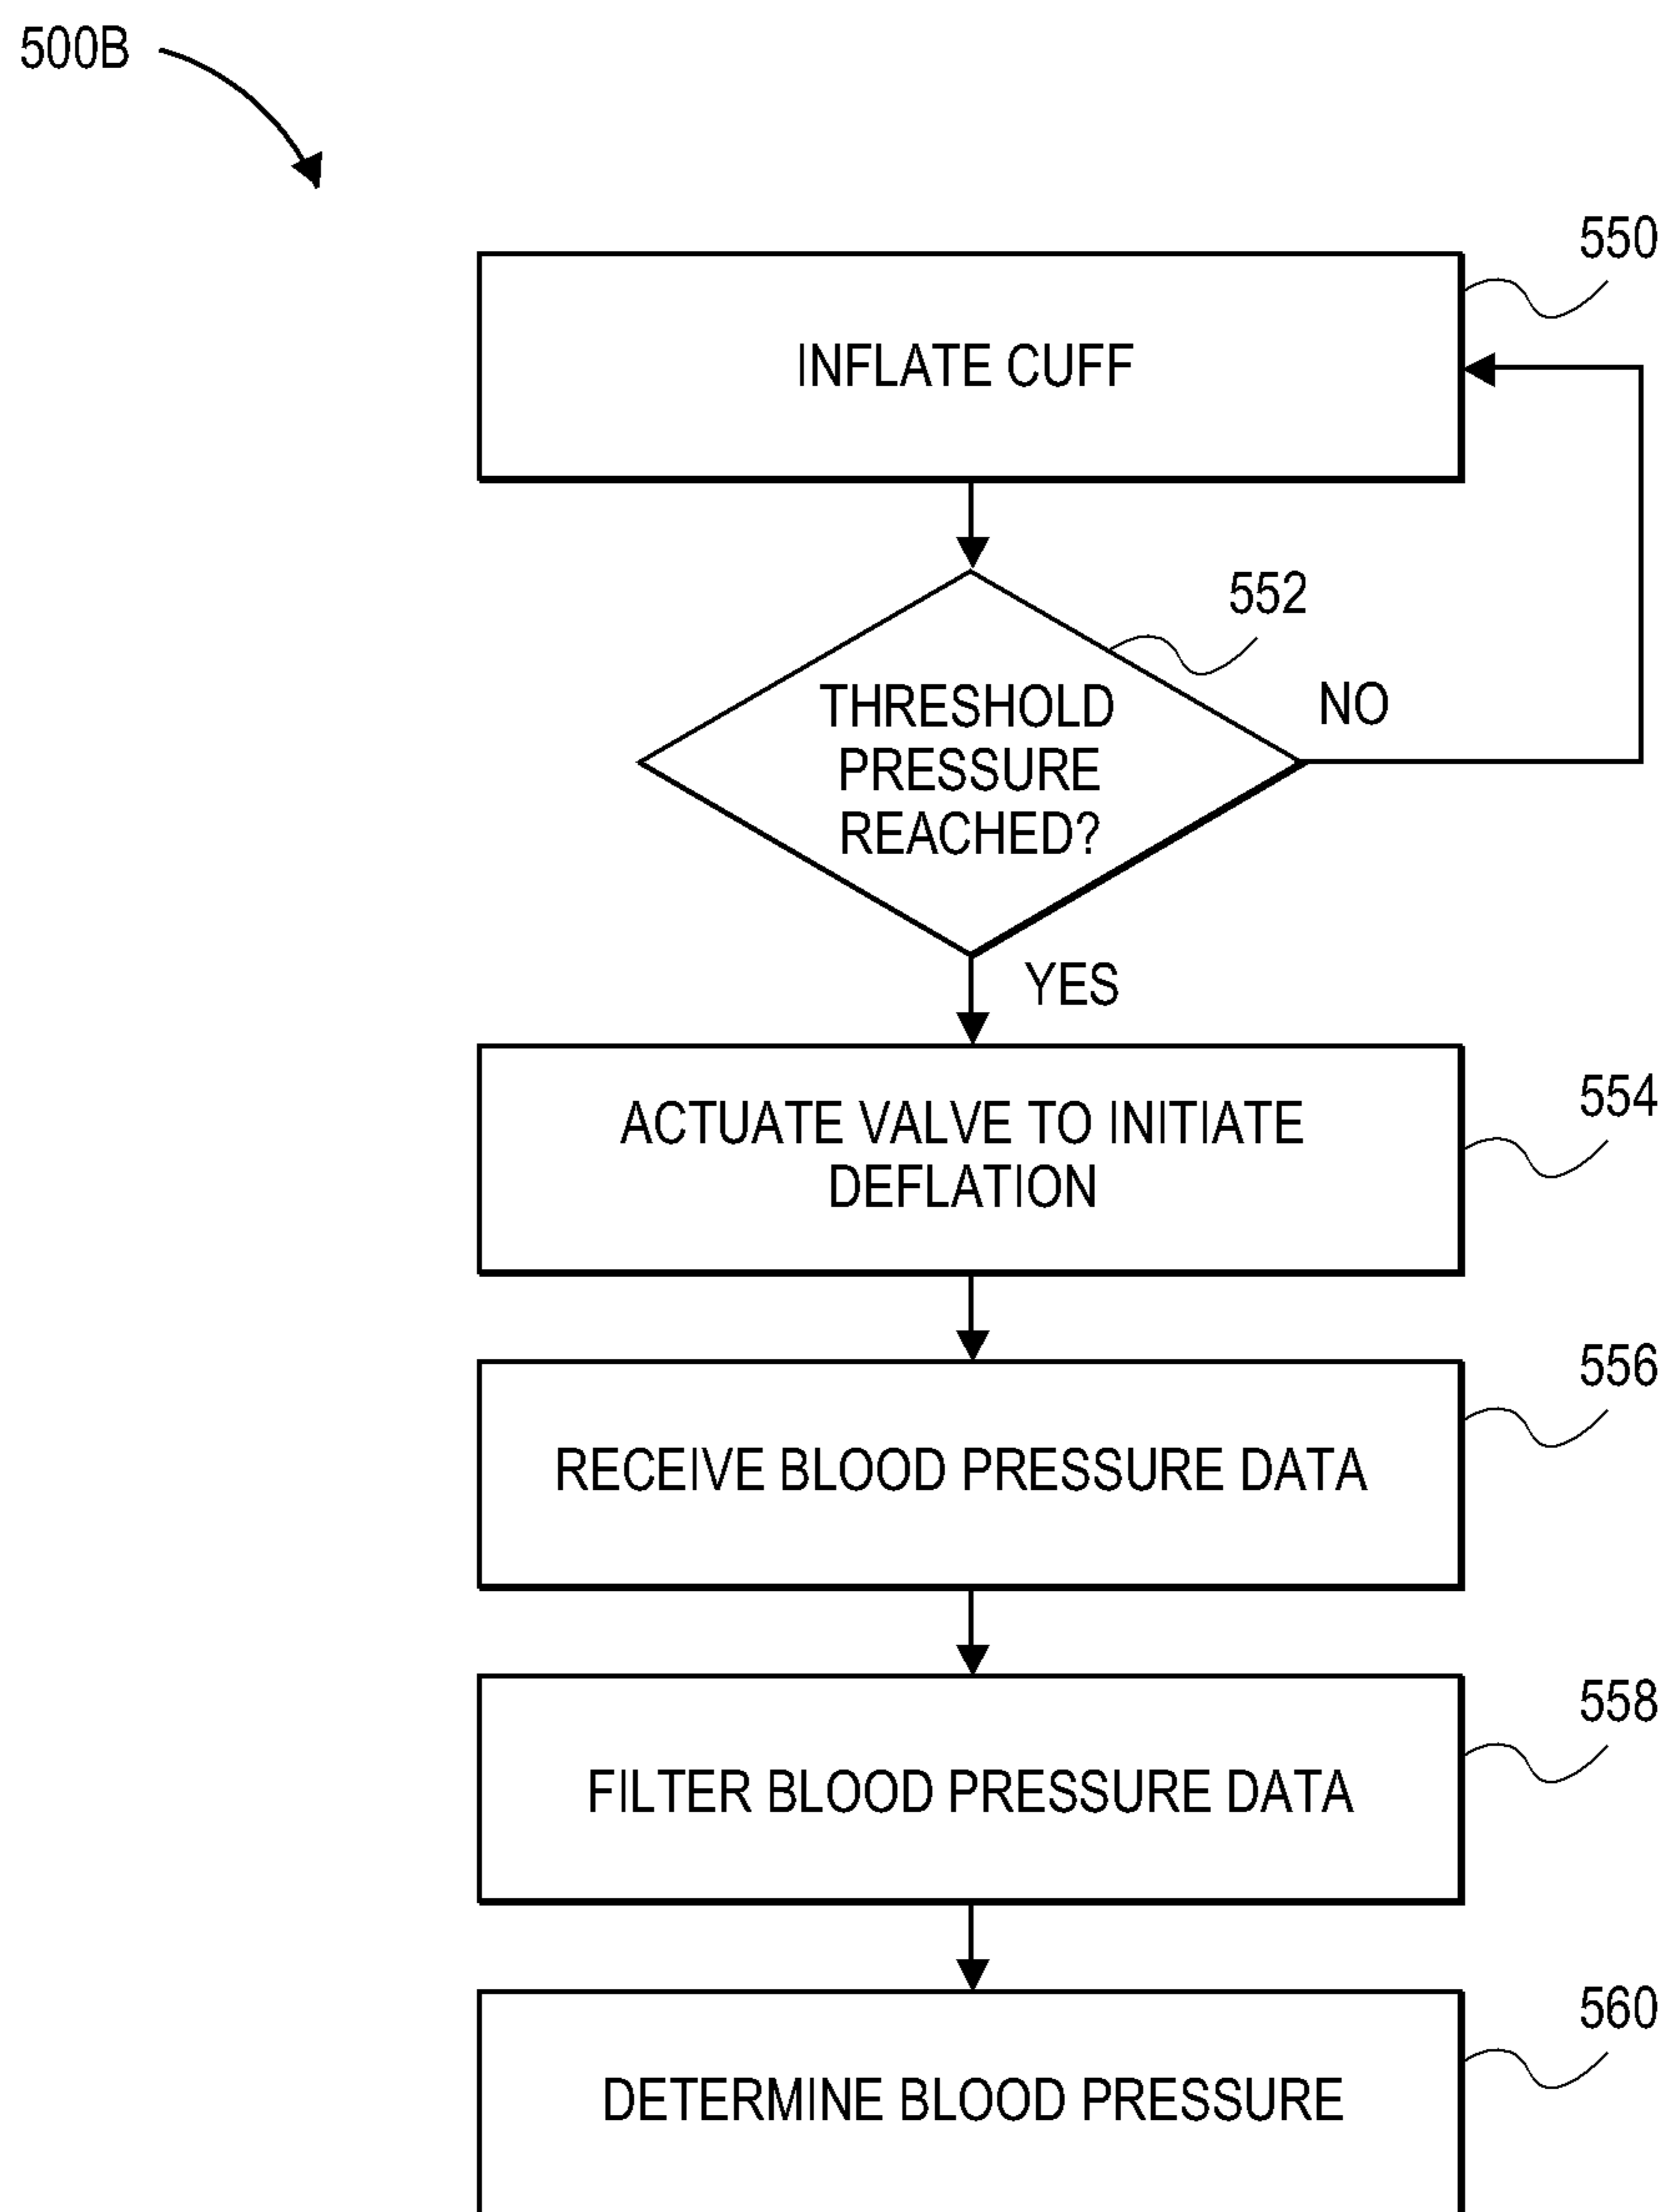 500B
550
INFLATE CUFF
552
THRESHOLD
PRESSURE
REACHED?
NO
YES
554
ACTUATE VALVE TO INITIATE
DEFLATION
556
RECEIVE BLOOD PRESSURE DATA
558
FILTER BLOOD PRESSURE DATA
560
DETERMINE BLOOD PRESSURE